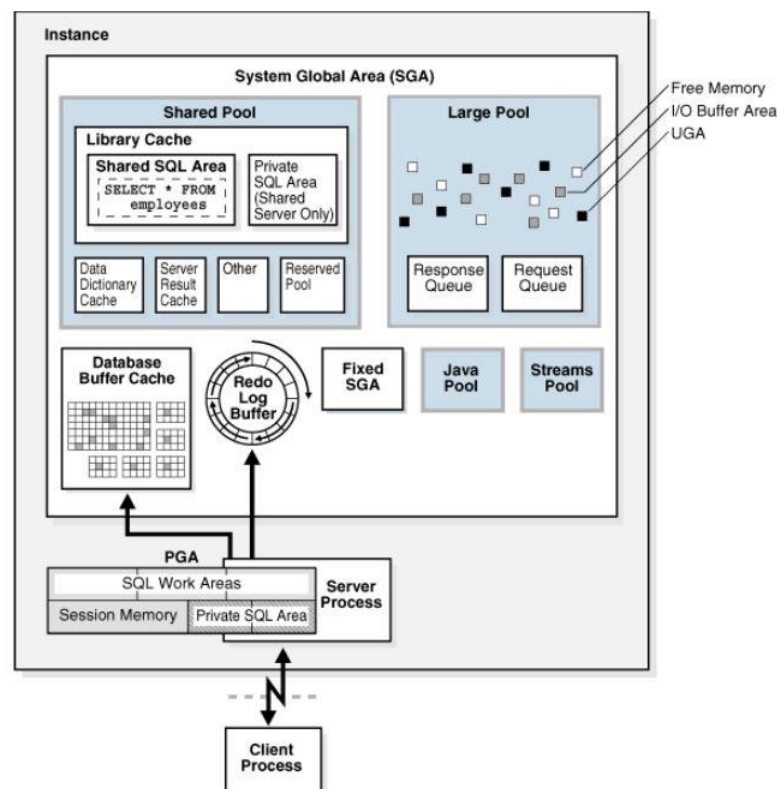 Instance
System Global Area (SGA)
Shared Pool
Library Cache
Shared SQL Area
SELECT * FROM
employees
Private
SQL Area
(Shared
Server Only)
Data
Dictionary
Cache
Server
Result
Cache
Other
Reserved
Pool
Large Pool
Response
Queue
Request
Queue
Free Memory
I/O Buffer Area
UGA
Database
Buffer Cache
Redo
Log
Buffer
Fixed
SGA
Java
Pool
Streams
Pool
PGA
SQL Work Areas
Session Memory
Private SQL Area
Server
Process
Client
Process